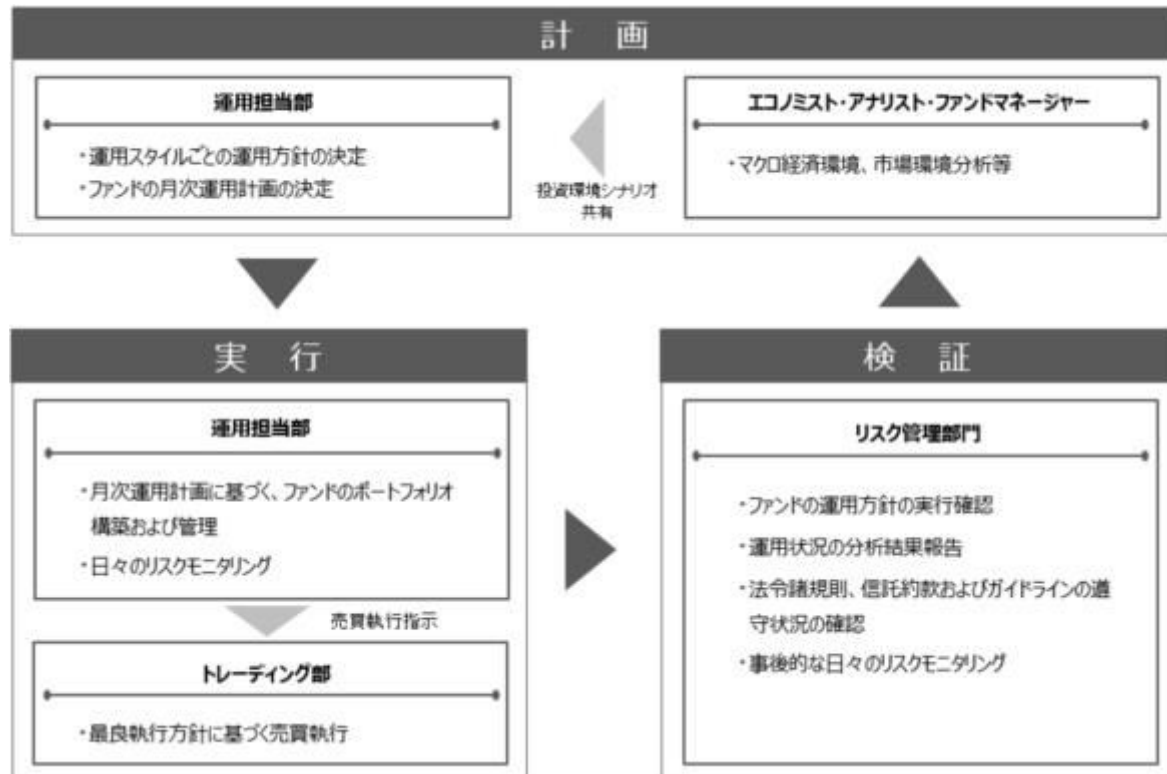 計 画
運用担当部
・運用スタイルごとの運用方針の決定
・ファンドの月次運用計画の決定
投資環境シナリオ
共有
エコノミスト・アナリスト・ファンドマネージャー
・マクロ経済環境、市場環境分析等
実 行
運用担当部
・月次運用計画に基づく、ファンドのポートフォリオ
構築および管理
・日々のリスクモニタリング
売買執行指示
トレーディング部
・最良執行方針に基づく売買執行
検 証
リスク管理部門
・ファンドの運用方針の実行確認
・運用状況の分析結果報告
・法令諸規則、信託約款およびガイドラインの遵
守状況の確認
・事後的な日々のリスクモニタリング